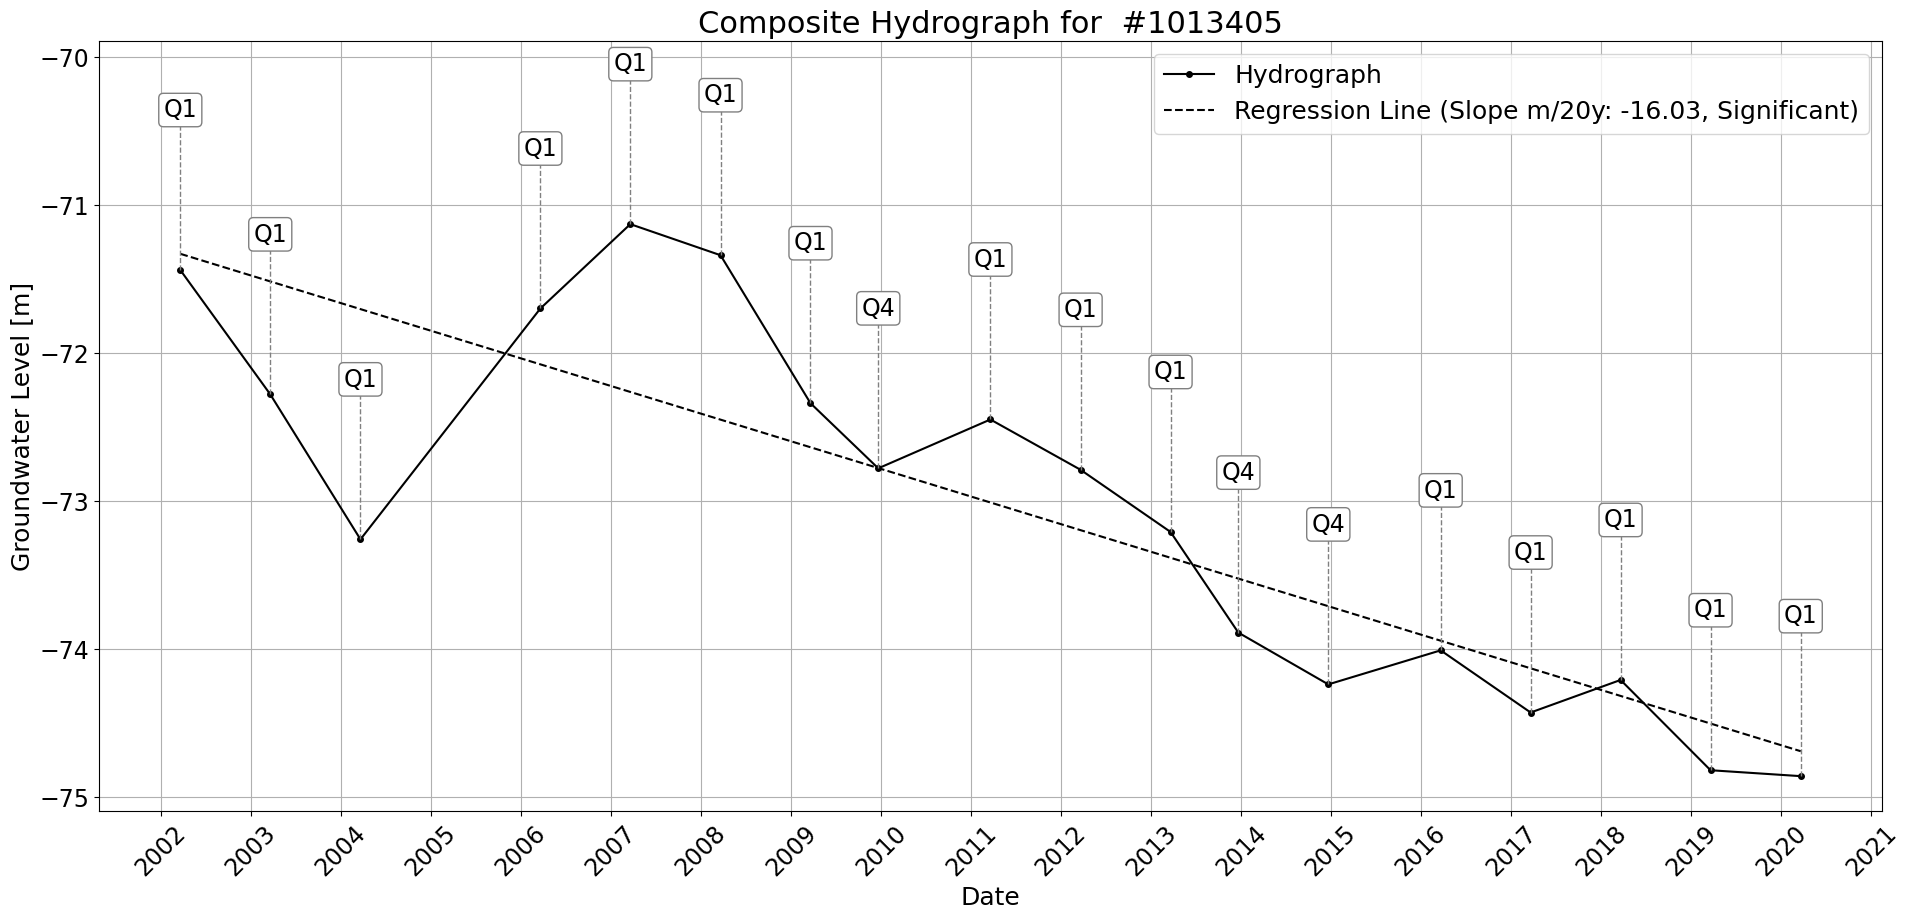 Composite Hydrograph for  #1013405
Hydrograph
Regression Line (Slope m/20y: -16.03, Significant)
Groundwater Level [m]
−70
−71
−72
−73
−74
−75
Q1
Q1
Q1
Q1
Q1
Q1
Q1
Q4
Q1
Q1
Q1
Q4
Q4
Q1
Q1
Q1
Q1
Q1
2002
2003
2004
2005
2006
2007
2008
2009
2010
2011
2012
2013
2014
2015
2016
2017
2018
2019
2020
2021
Date